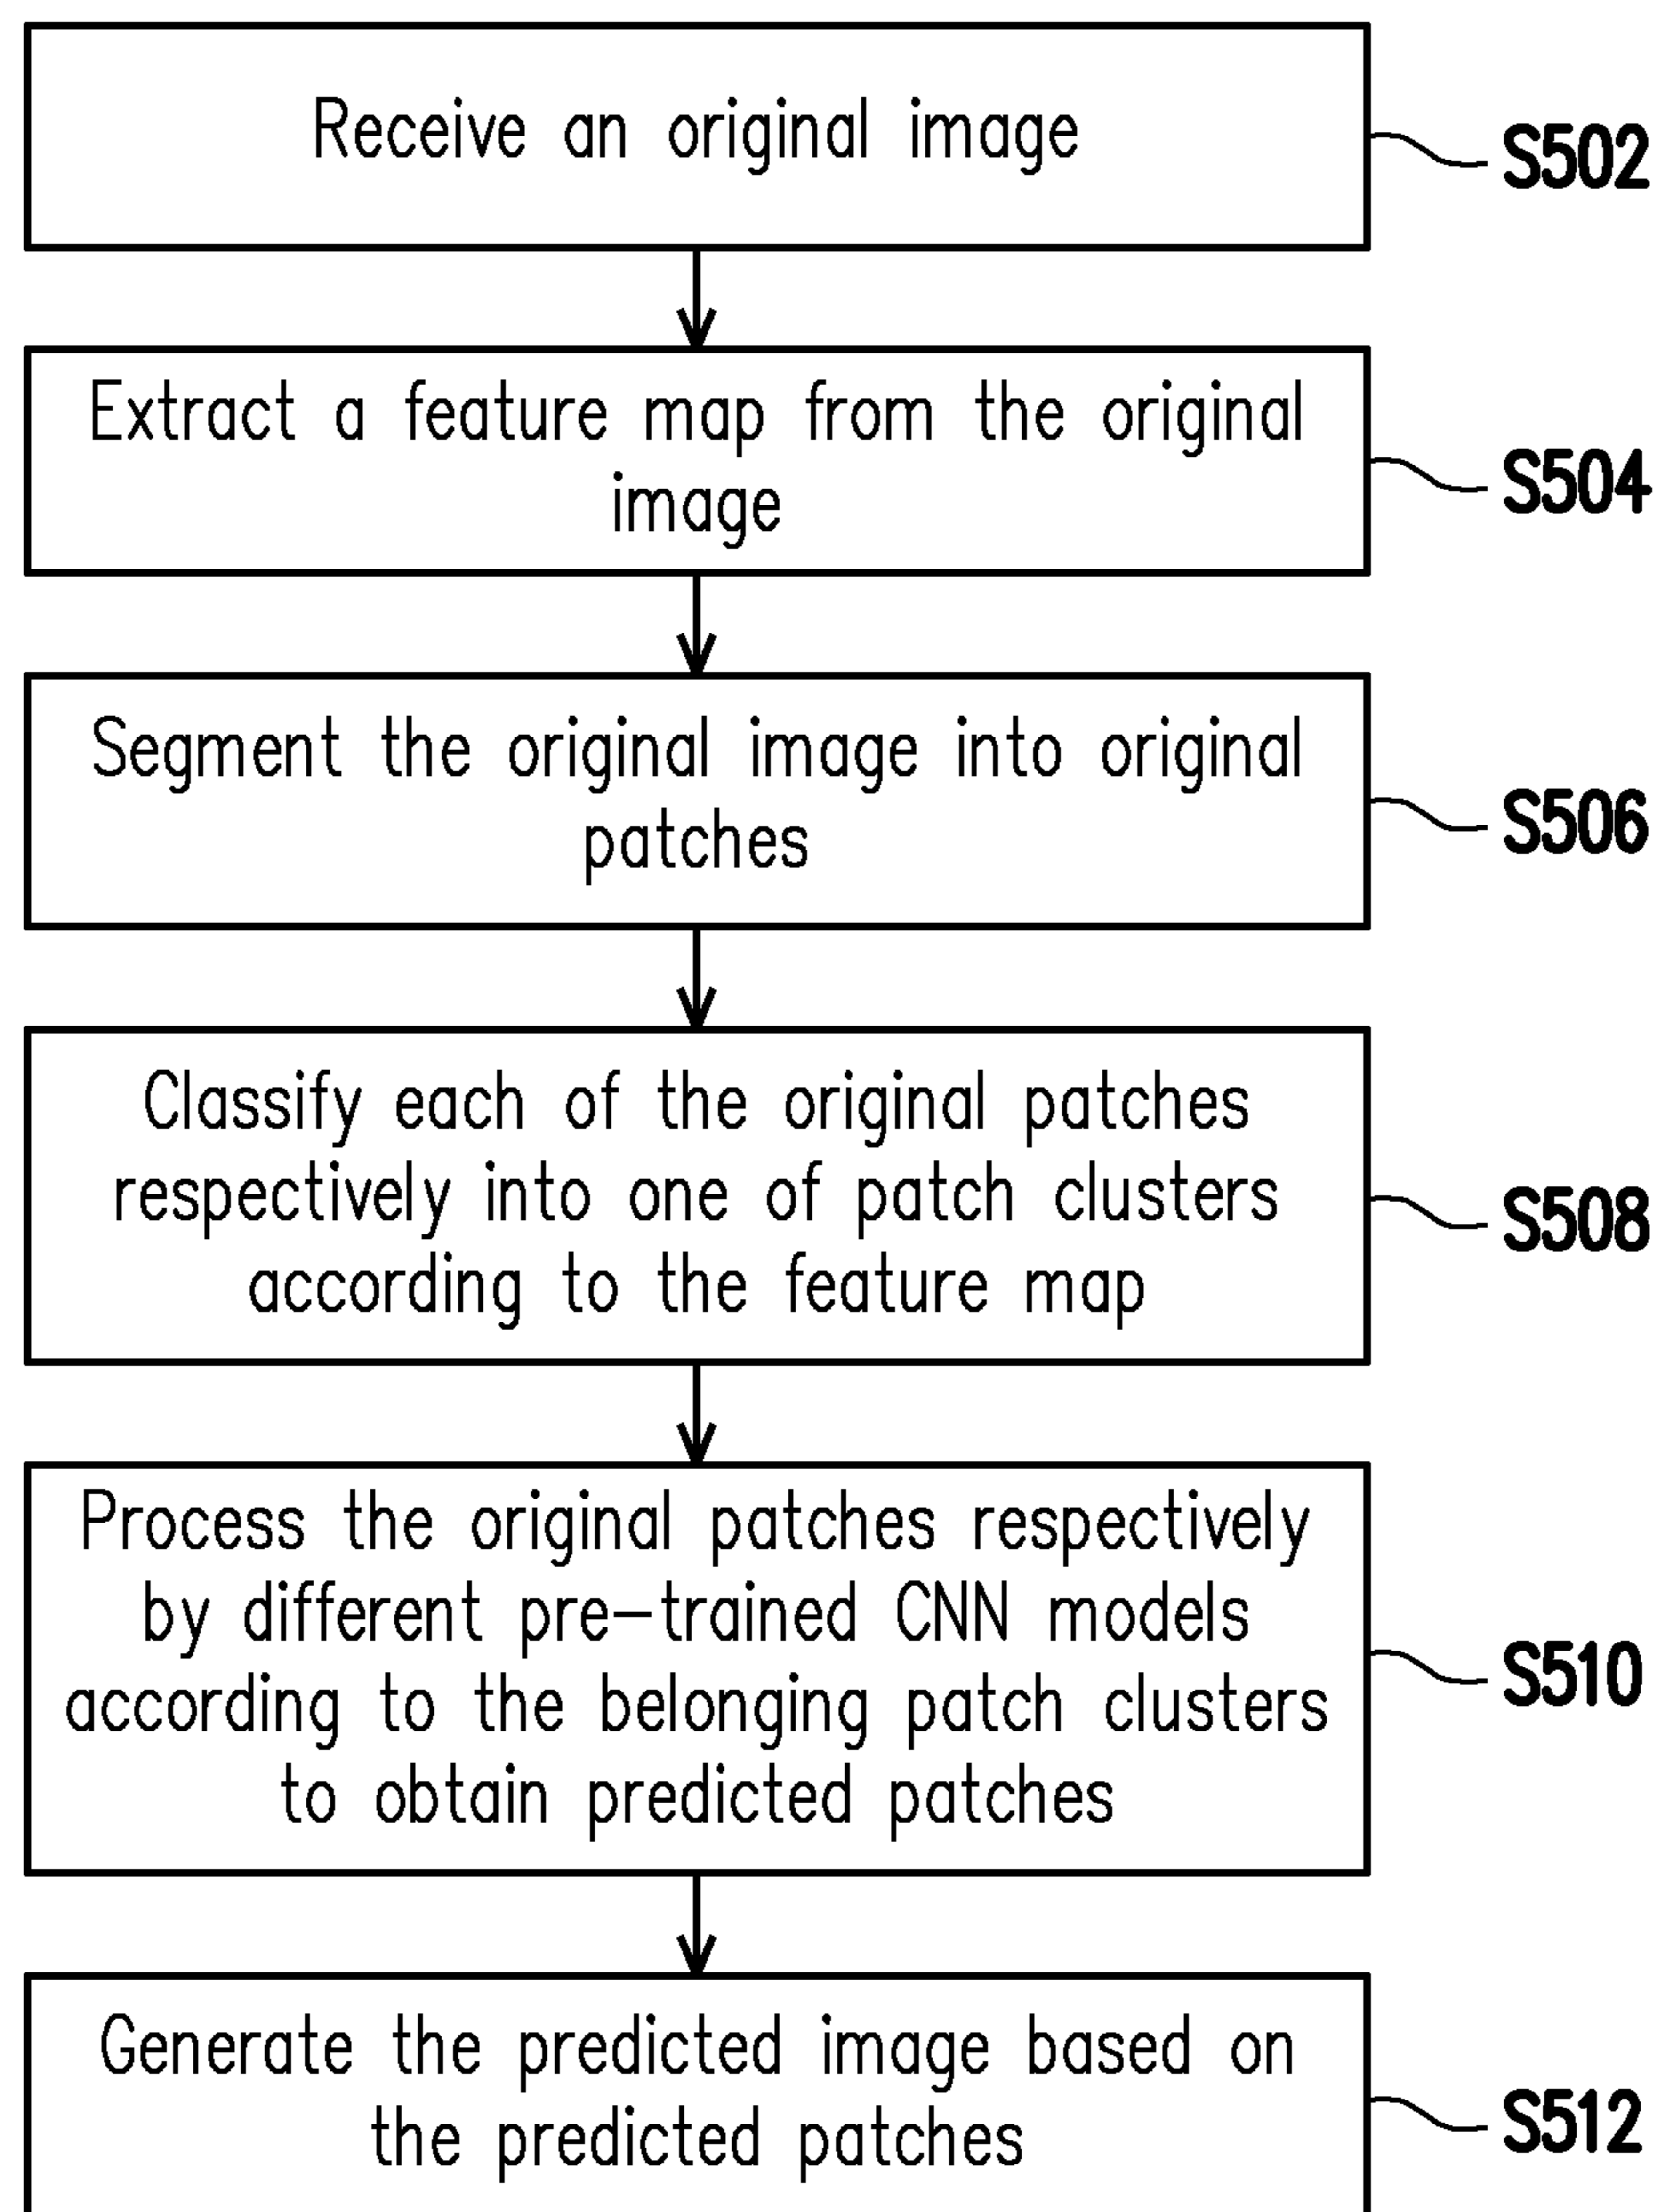 Receive an original image
S502
Extract a feature map from the original
image
S504
Segment the original image into original
patches
S506
Classify each of the original patches
respectively into one of patch clusters
according to the feature map
S508
Process the original patches respectively
by different pre-trained CNN models
according to the belonging patch clusters
to obtain predicted patches
S510
Generate the predicted image based on
the predicted patches
S512